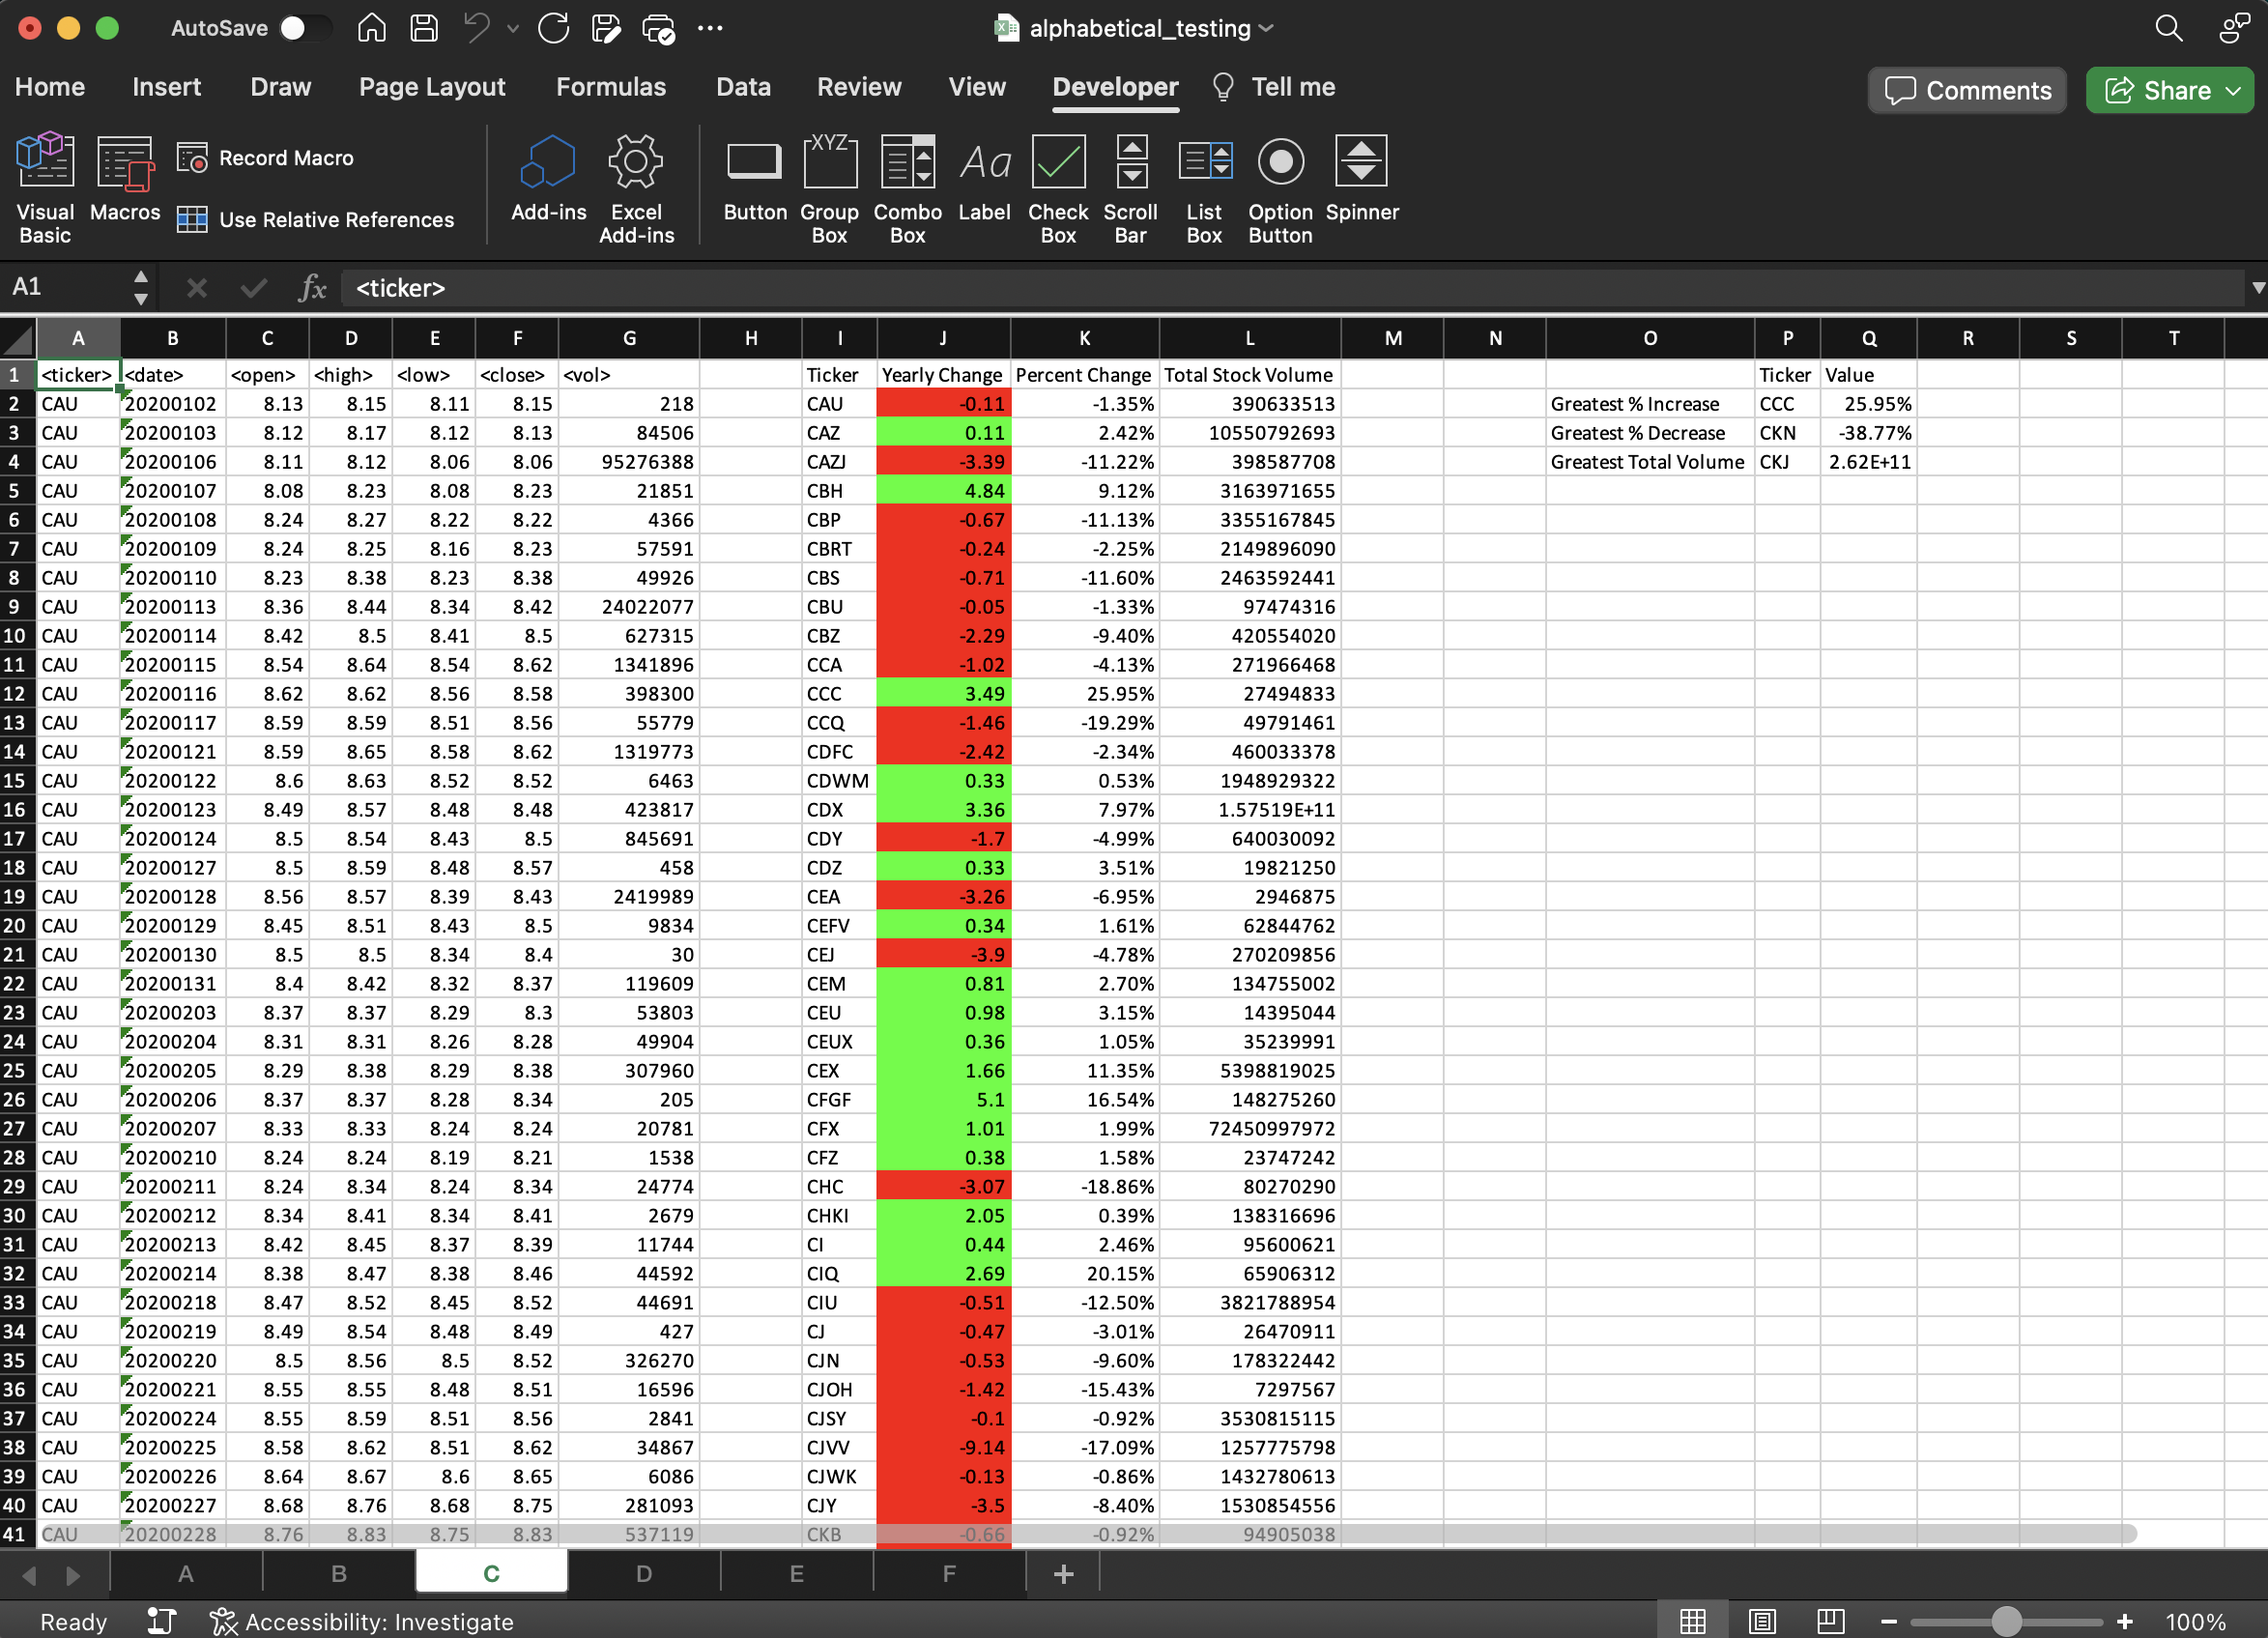 AutoSave alphabetical_testing
Home Insert Draw Page Layout Formulas Data Review View Developer Tell me Comments Share
Visual Basic Macros Record Macro Use Relative References Add-ins Excel Add-ins Button XYZ Group Box Combo Box Aa Label Check Box Scroll Bar List Box Option Button Spinner
A1 fx <ticker>
A B C D E F G H I J K L M N O P Q R S T
1 <ticker> <date> <open> <high> <low> <close> <vol> Ticker Yearly Change Percent Change Total Stock Volume Ticker Value
2 CAU 20200102 8.13 8.15 8.11 8.15 218 CAU -0.11 -1.35% 390633513 Greatest % Increase CCC 25.95%
3 CAU 20200103 8.12 8.17 8.12 8.13 84506 CAZ 0.11 2.42% 10550792693 Greatest % Decrease CKN -38.77%
4 CAU 20200106 8.11 8.12 8.06 8.06 95276388 CAZJ -3.39 -11.22% 398587708 Greatest Total Volume CKJ 2.62E+11
5 CAU 20200107 8.08 8.23 8.08 8.23 21851 CBH 4.84 9.12% 3163971655
6 CAU 20200108 8.24 8.27 8.22 8.22 4366 CBP -0.67 -11.13% 3355167845
7 CAU 20200109 8.24 8.25 8.16 8.23 57591 CBRT -0.24 -2.25% 2149896090
8 CAU 20200110 8.23 8.38 8.23 8.38 49926 CBS -0.71 -11.60% 2463592441
9 CAU 20200113 8.36 8.44 8.34 8.42 24022077 CBU -0.05 -1.33% 97474316
10 CAU 20200114 8.42 8.5 8.41 8.5 627315 CBZ -2.29 -9.40% 420554020
11 CAU 20200115 8.54 8.64 8.54 8.62 1341896 CCA -1.02 -4.13% 271966468
12 CAU 20200116 8.62 8.62 8.56 8.58 398300 CCC 3.49 25.95% 27494833
13 CAU 20200117 8.59 8.59 8.51 8.56 55779 CCQ -1.46 -19.29% 49791461
14 CAU 20200121 8.59 8.65 8.58 8.62 1319773 CDFC -2.42 -2.34% 460033378
15 CAU 20200122 8.6 8.63 8.52 8.52 6463 CDWM 0.33 0.53% 1948929322
16 CAU 20200123 8.49 8.57 8.48 8.48 423817 CDX 3.36 7.97% 1.57519E+11
17 CAU 20200124 8.5 8.54 8.43 8.5 845691 CDY -1.7 -4.99% 640030092
18 CAU 20200127 8.5 8.59 8.48 8.57 458 CDZ 0.33 3.51% 19821250
19 CAU 20200128 8.56 8.57 8.39 8.43 2419989 CEA -3.26 -6.95% 2946875
20 CAU 20200129 8.45 8.51 8.43 8.5 9834 CEFV 0.34 1.61% 62844762
21 CAU 20200130 8.5 8.5 8.34 8.4 30 CEJ -3.9 -4.78% 270209856
22 CAU 20200131 8.4 8.42 8.32 8.37 119609 CEM 0.81 2.70% 134755002
23 CAU 20200203 8.37 8.37 8.29 8.3 53803 CEU 0.98 3.15% 14395044
24 CAU 20200204 8.31 8.31 8.26 8.28 49904 CEUX 0.36 1.05% 35239991
25 CAU 20200205 8.29 8.38 8.29 8.38 307960 CEX 1.66 11.35% 5398819025
26 CAU 20200206 8.37 8.37 8.28 8.34 205 CFGF 5.1 16.54% 148275260
27 CAU 20200207 8.33 8.33 8.24 8.24 20781 CFX 1.01 1.99% 72450997972
28 CAU 20200210 8.24 8.24 8.19 8.21 1538 CFZ 0.38 1.58% 23747242
29 CAU 20200211 8.24 8.34 8.24 8.34 24774 CHC -3.07 -18.86% 80270290
30 CAU 20200212 8.34 8.41 8.34 8.41 2679 CHKI 2.05 0.39% 138316696
31 CAU 20200213 8.42 8.45 8.37 8.39 11744 CI 0.44 2.46% 95600621
32 CAU 20200214 8.38 8.47 8.38 8.46 44592 CIQ 2.69 20.15% 65906312
33 CAU 20200218 8.47 8.52 8.45 8.52 44691 CIU -0.51 -12.50% 3821788954
34 CAU 20200219 8.49 8.54 8.48 8.49 427 CJ -0.47 -3.01% 26470911
35 CAU 20200220 8.5 8.56 8.5 8.52 326270 CJN -0.53 -9.60% 178322442
36 CAU 20200221 8.55 8.55 8.48 8.51 16596 CJOH -1.42 -15.43% 7297567
37 CAU 20200224 8.55 8.59 8.51 8.56 2841 CJSY -0.1 -0.92% 3530815115
38 CAU 20200225 8.58 8.62 8.51 8.62 34867 CJVV -9.14 -17.09% 1257775798
39 CAU 20200226 8.64 8.67 8.6 8.65 6086 CJWK -0.13 -0.86% 1432780613
40 CAU 20200227 8.68 8.76 8.68 8.75 281093 CJY -3.5 -8.40% 1530854556
41 CAU 20200228 8.76 8.83 8.75 8.83 537119 CKB -0.66 -0.92% 94905038
A B C D E F
Ready Accessibility: Investigate 100%